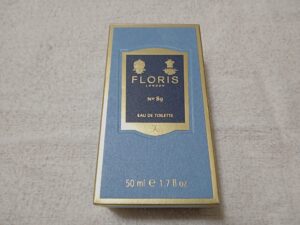 FLORIS
LONDON
Nº 89
EAU DE TOILETTE
50 ml e 1.7 fl oz